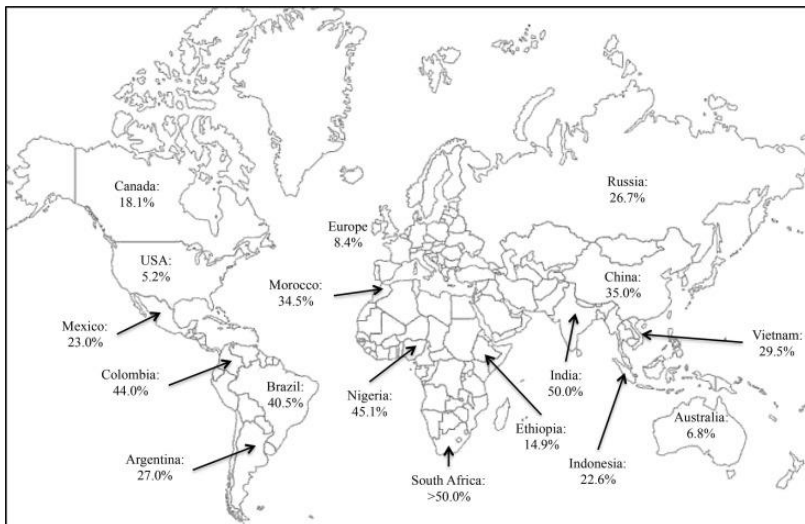 Canada:
18.1%
Russia:
26.7%
Europe
8.4%
USA:
5.2%
China:
35.0%
Morocco:
34.5%
Mexico:
23.0%
Vietnam:
29.5%
Colombia:
44.0%
Brazil:
40.5%
Nigeria:
45.1%
India:
50.0%
Ethiopia:
14.9%
Australia:
6.8%
Argentina:
27.0%
South Africa:
>50.0%
Indonesia:
22.6%